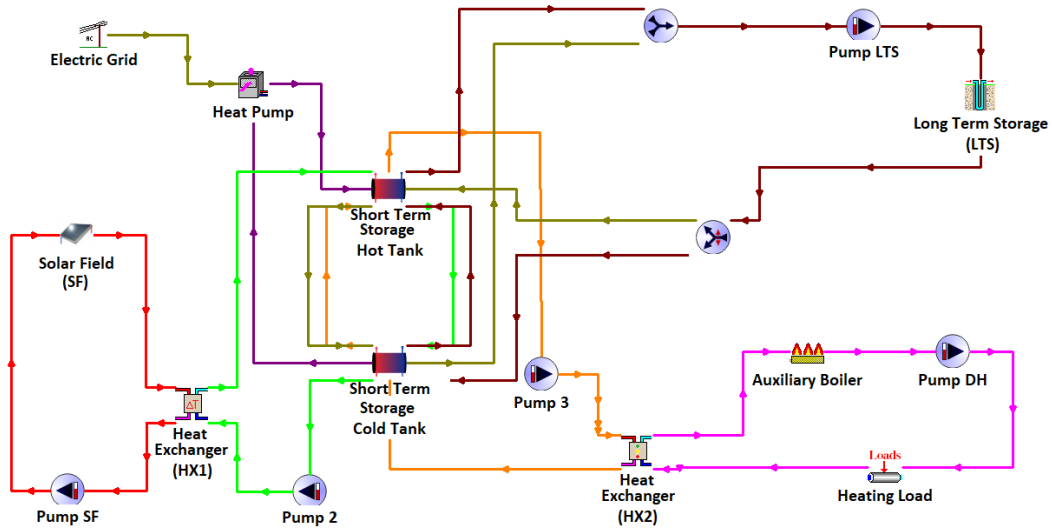 Electric Grid
Heat Pump
Pump LTS
Long Term Storage
(LTS)
Short Term
Storage
Hot Tank
Solar Field
(SF)
Short Term
Storage
Cold Tank
Heat
Exchanger
(HX1)
Pump SF
Pump 2
Pump 3
Auxiliary Boiler
Pump DH
Heat
Exchanger
(HX2)
Loads
Heating Load
ΔT